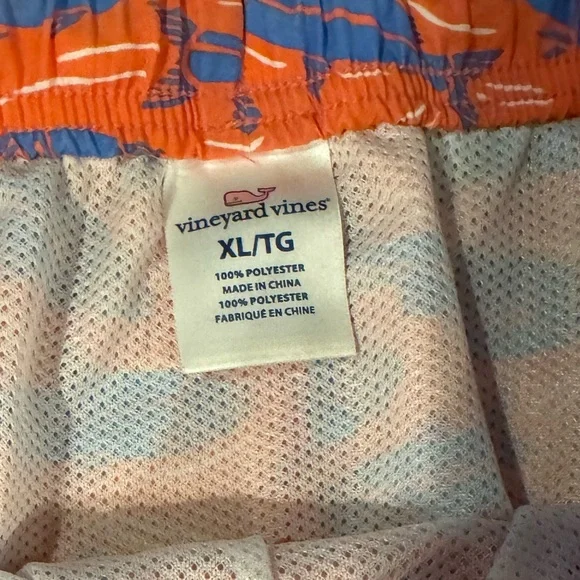 vineyard vines®
XL/TG
100% POLYESTER
MADE IN CHINA
100% POLYESTER
FABRIQUÉ EN CHINE